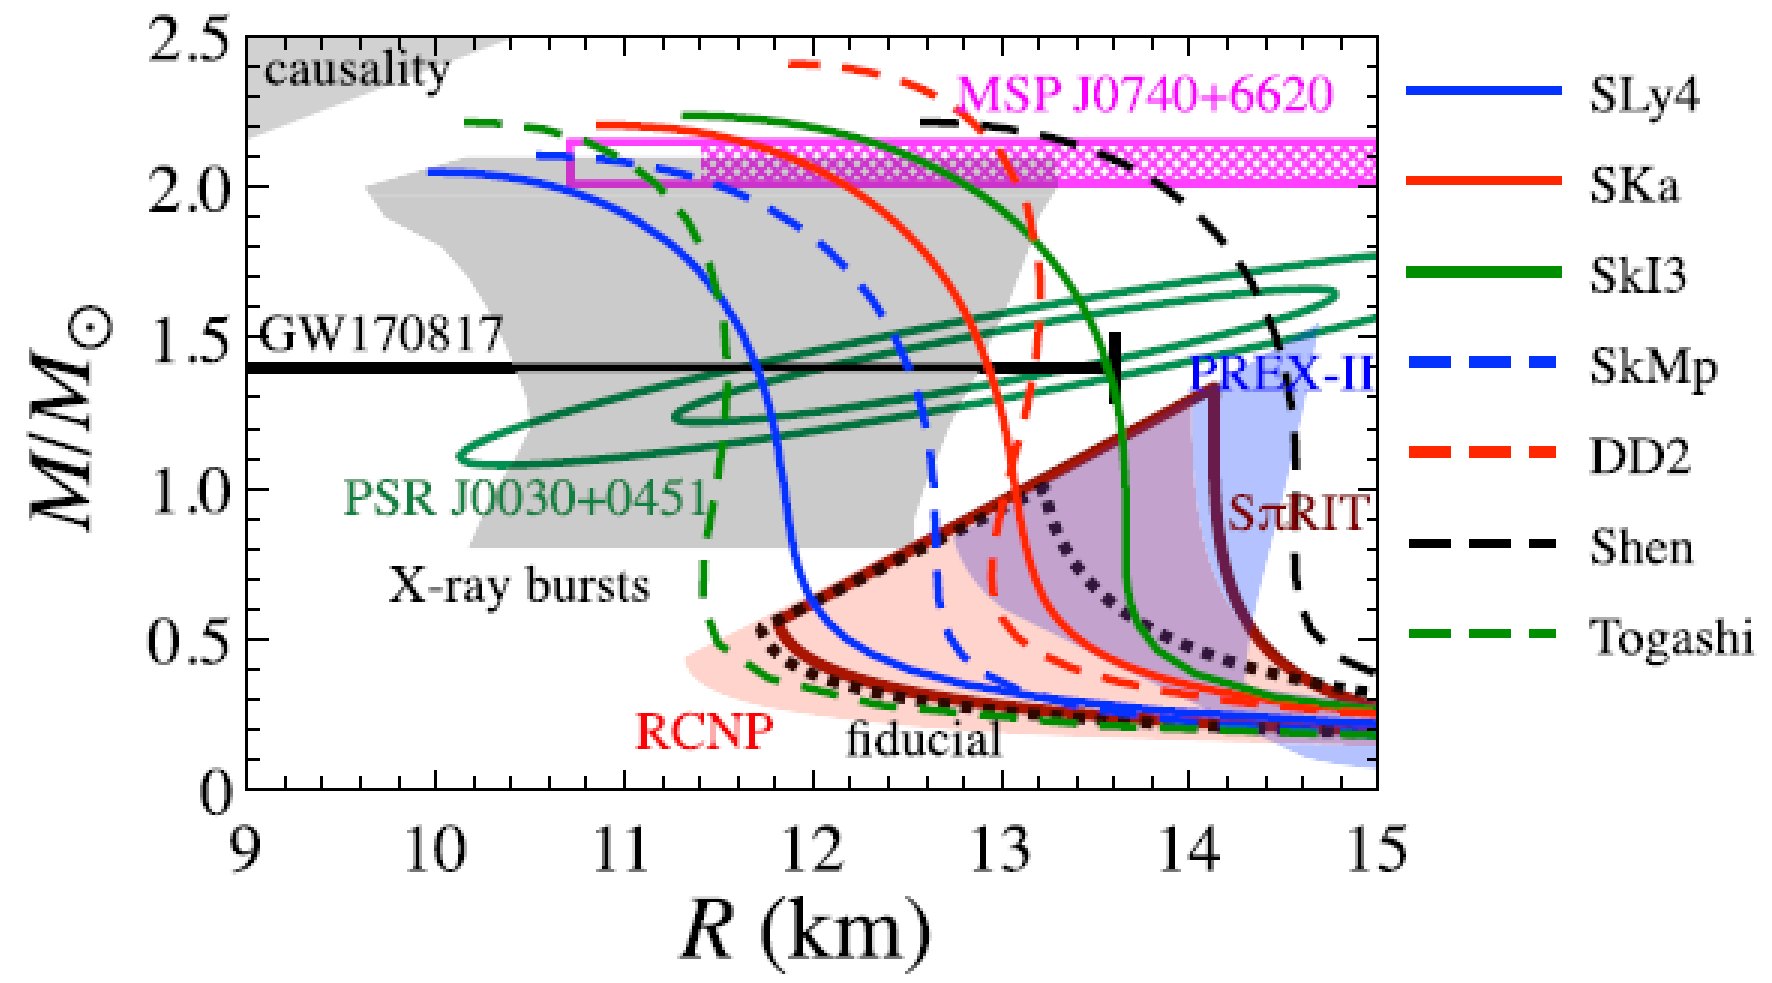 2.5
causality
MSP J0740+6620
SLy4
SKa
2.0
SkI3
M/M⊙
GW170817
1.5
PREX-II
SkMp
1.0
PSR J0030+0451
SπRIT
DD2
X-ray bursts
Shen
0.5
Togashi
RCNP
fiducial
0
9 10 11 12 13 14 15
R (km)